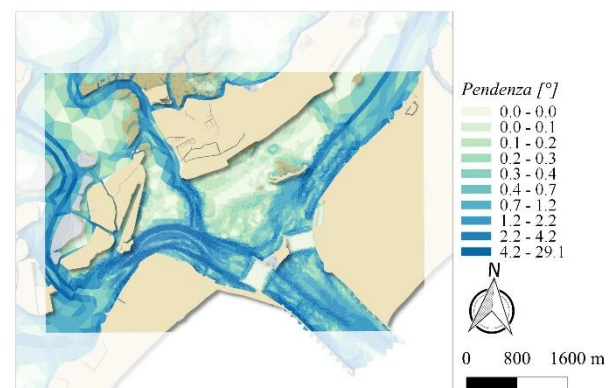 Pendenza [°]
0.0 - 0.0
0.0 - 0.1
0.1 - 0.2
0.2 - 0.3
0.3 - 0.4
0.4 - 0.7
0.7 - 1.2
1.2 - 2.2
2.2 - 4.2
4.2 - 29.1
N
0 800 1600 m